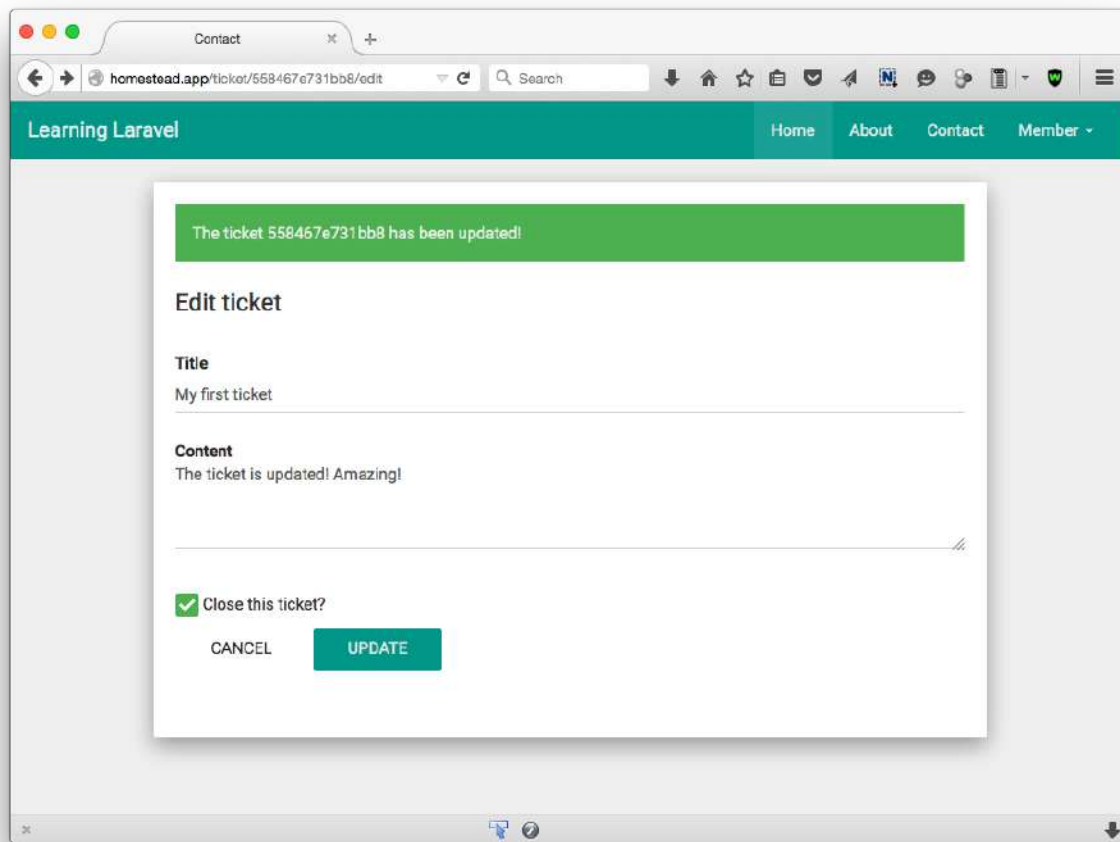 Contact
homestead.app/ticket/558467e731bb8/edit
Search
Learning Laravel
Home About Contact Member
The ticket 558467e731bb8 has been updated!
Edit ticket
Title
My first ticket
Content
The ticket is updated! Amazing!
Close this ticket?
CANCEL UPDATE